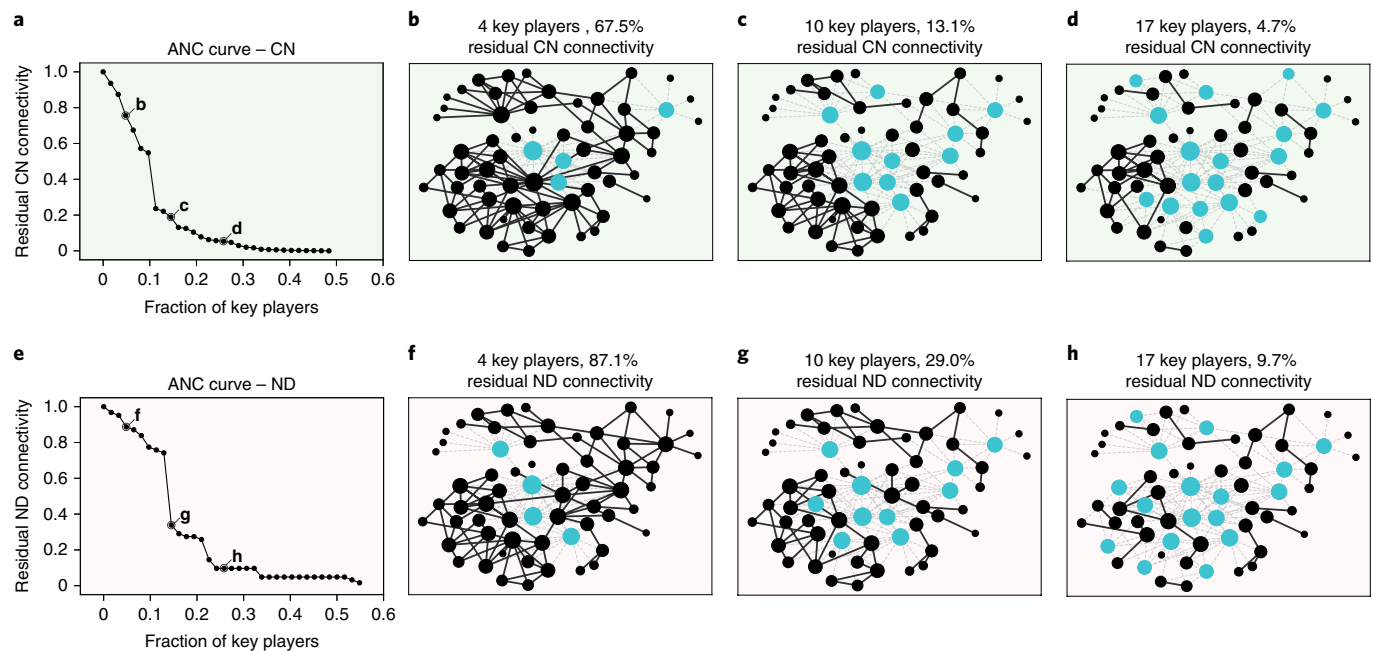 a
ANC curve – CN
Residual CN connectivity
1.0
0.8
0.6
0.4
0.2
0
b
c
d
0
0.1
0.2
0.3
0.4
0.5
0.6
Fraction of key players
b
4 key players , 67.5%
residual CN connectivity
c
10 key players, 13.1%
residual CN connectivity
d
17 key players, 4.7%
residual CN connectivity
e
ANC curve – ND
Residual ND connectivity
1.0
0.8
0.6
0.4
0.2
0
f
g
h
0
0.1
0.2
0.3
0.4
0.5
0.6
Fraction of key players
f
4 key players, 87.1%
residual ND connectivity
g
10 key players, 29.0%
residual ND connectivity
h
17 key players, 9.7%
residual ND connectivity